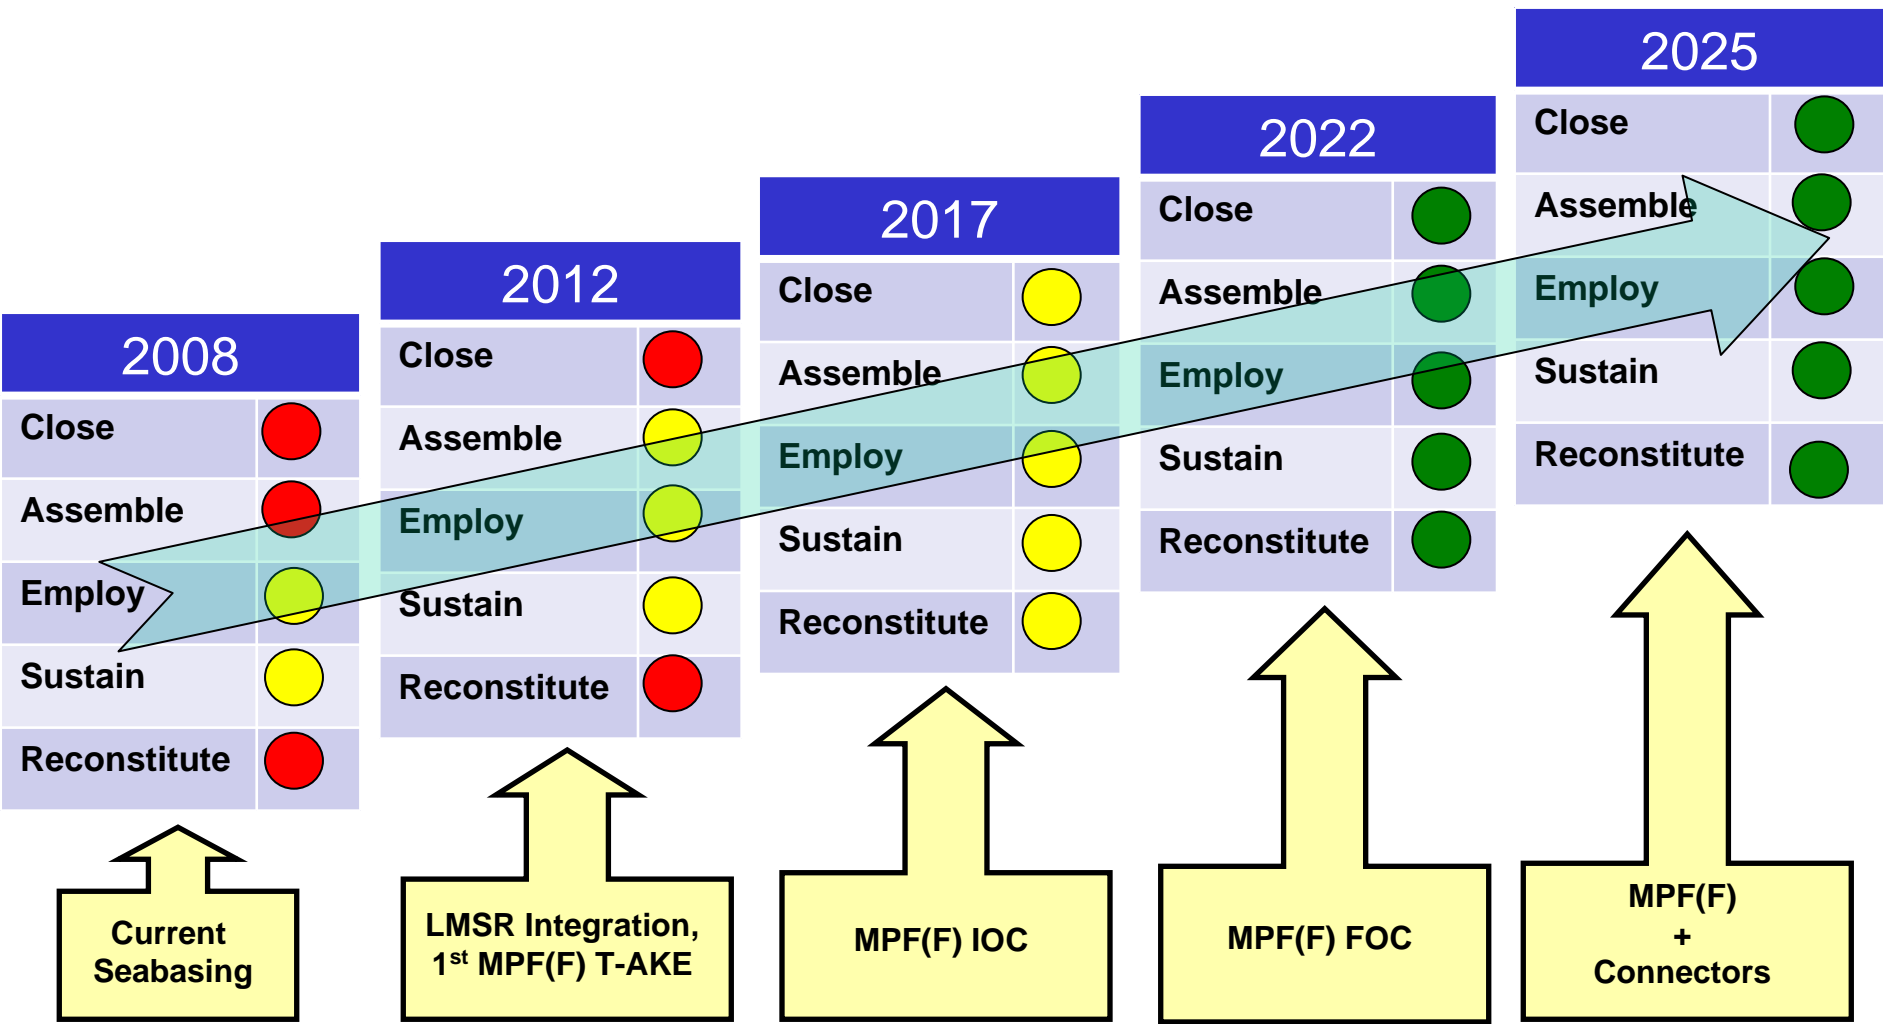 2008
Close
Assemble
Employ
Sustain
Reconstitute
Current
Seabasing
2012
Close
Assemble
Employ
Sustain
Reconstitute
LMSR Integration,
1st MPF(F) T-AKE
2017
Close
Assemble
Employ
Sustain
Reconstitute
MPF(F) IOC
2022
Close
Assemble
Employ
Sustain
Reconstitute
MPF(F) FOC
2025
Close
Assemble
Employ
Sustain
Reconstitute
MPF(F)
+
Connectors